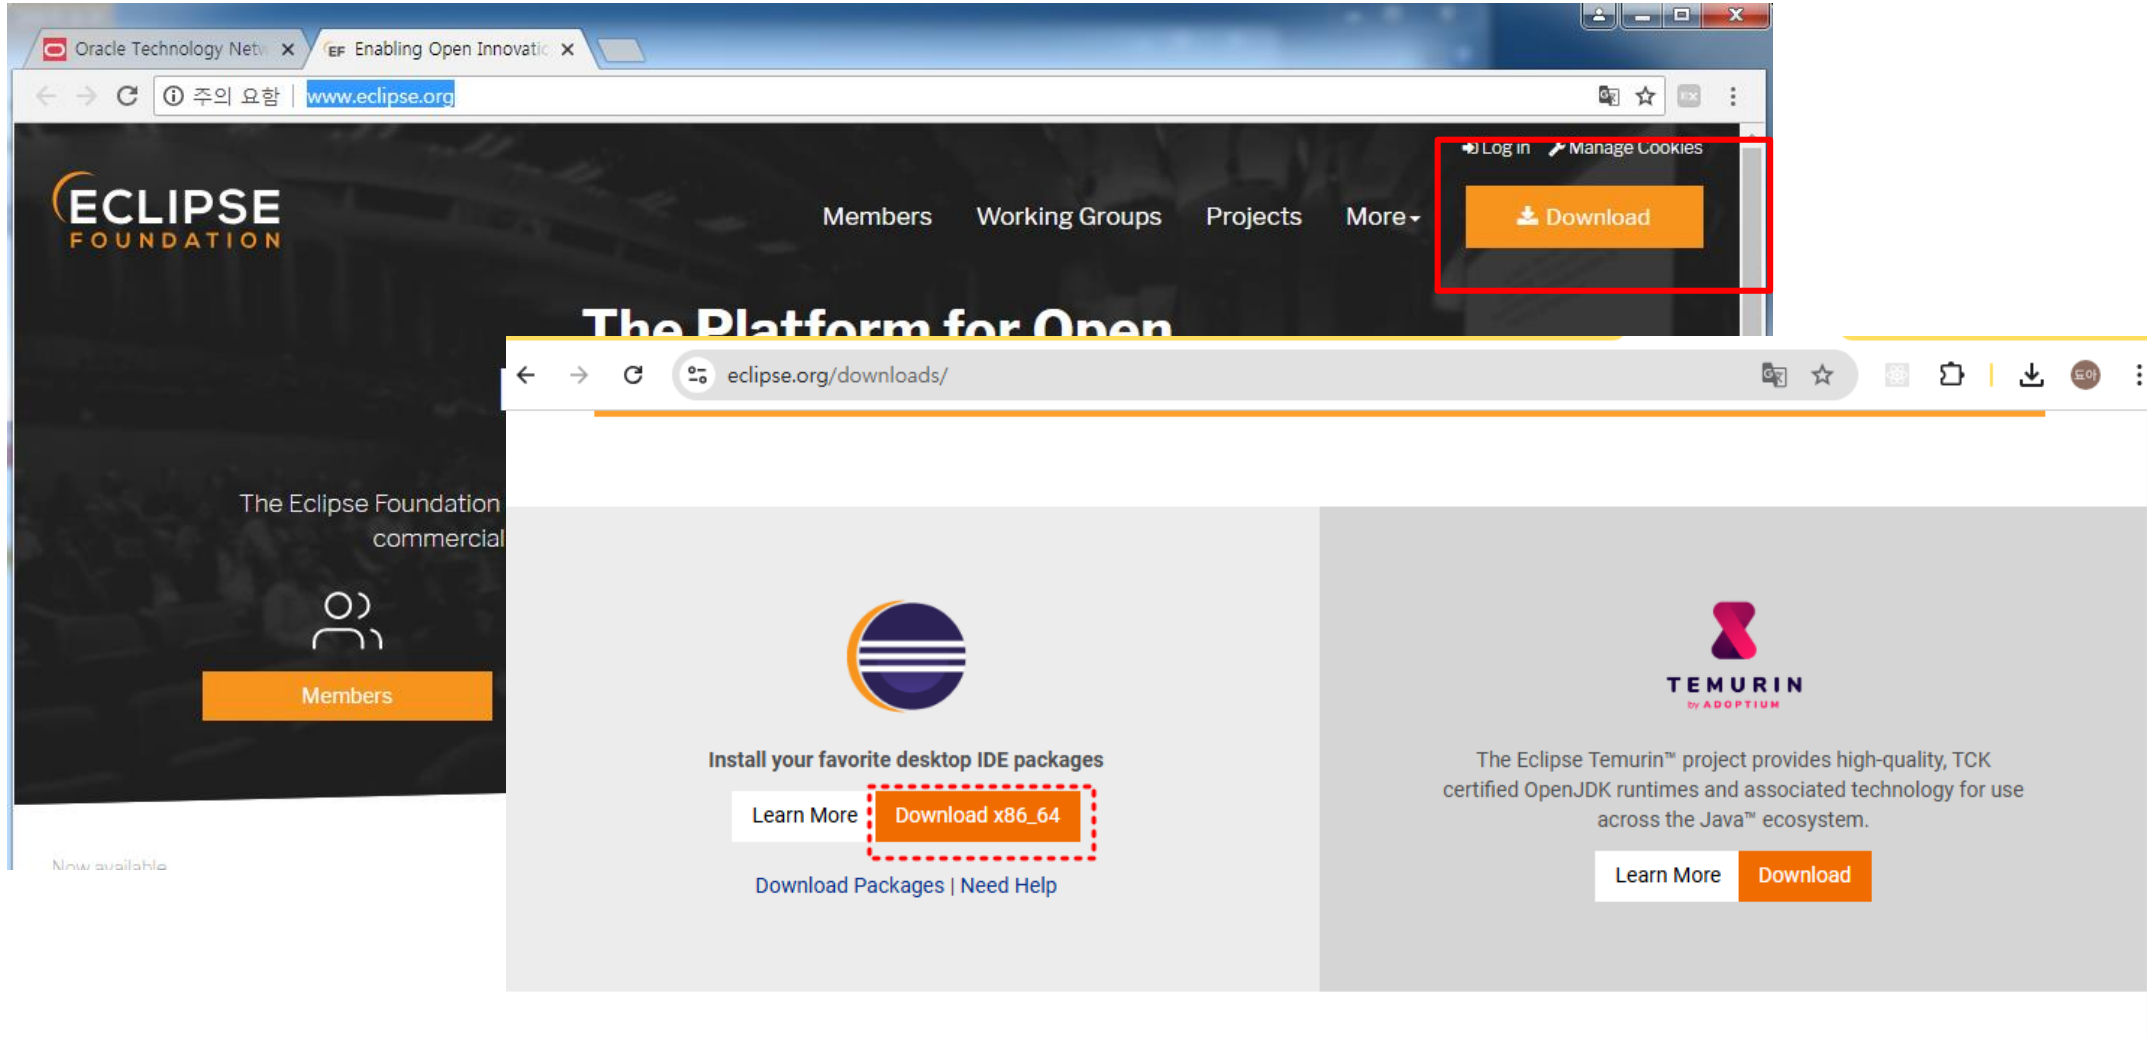 Oracle Technology Netw
EF Enabling Open Innovatic
주의 요함 | www.eclipse.org
Log in Manage Cookies
ECLIPSE
FOUNDATION
Members Working Groups Projects More Download
The Platform for Open
eclipse.org/downloads/
도아
The Eclipse Foundation
commercial
Members
Now available
Install your favorite desktop IDE packages
Learn More Download x86_64
Download Packages | Need Help
TEMURIN
by ADOPTIUM
The Eclipse Temurin™ project provides high-quality, TCK
certified OpenJDK runtimes and associated technology for use
across the Java™ ecosystem.
Learn More Download